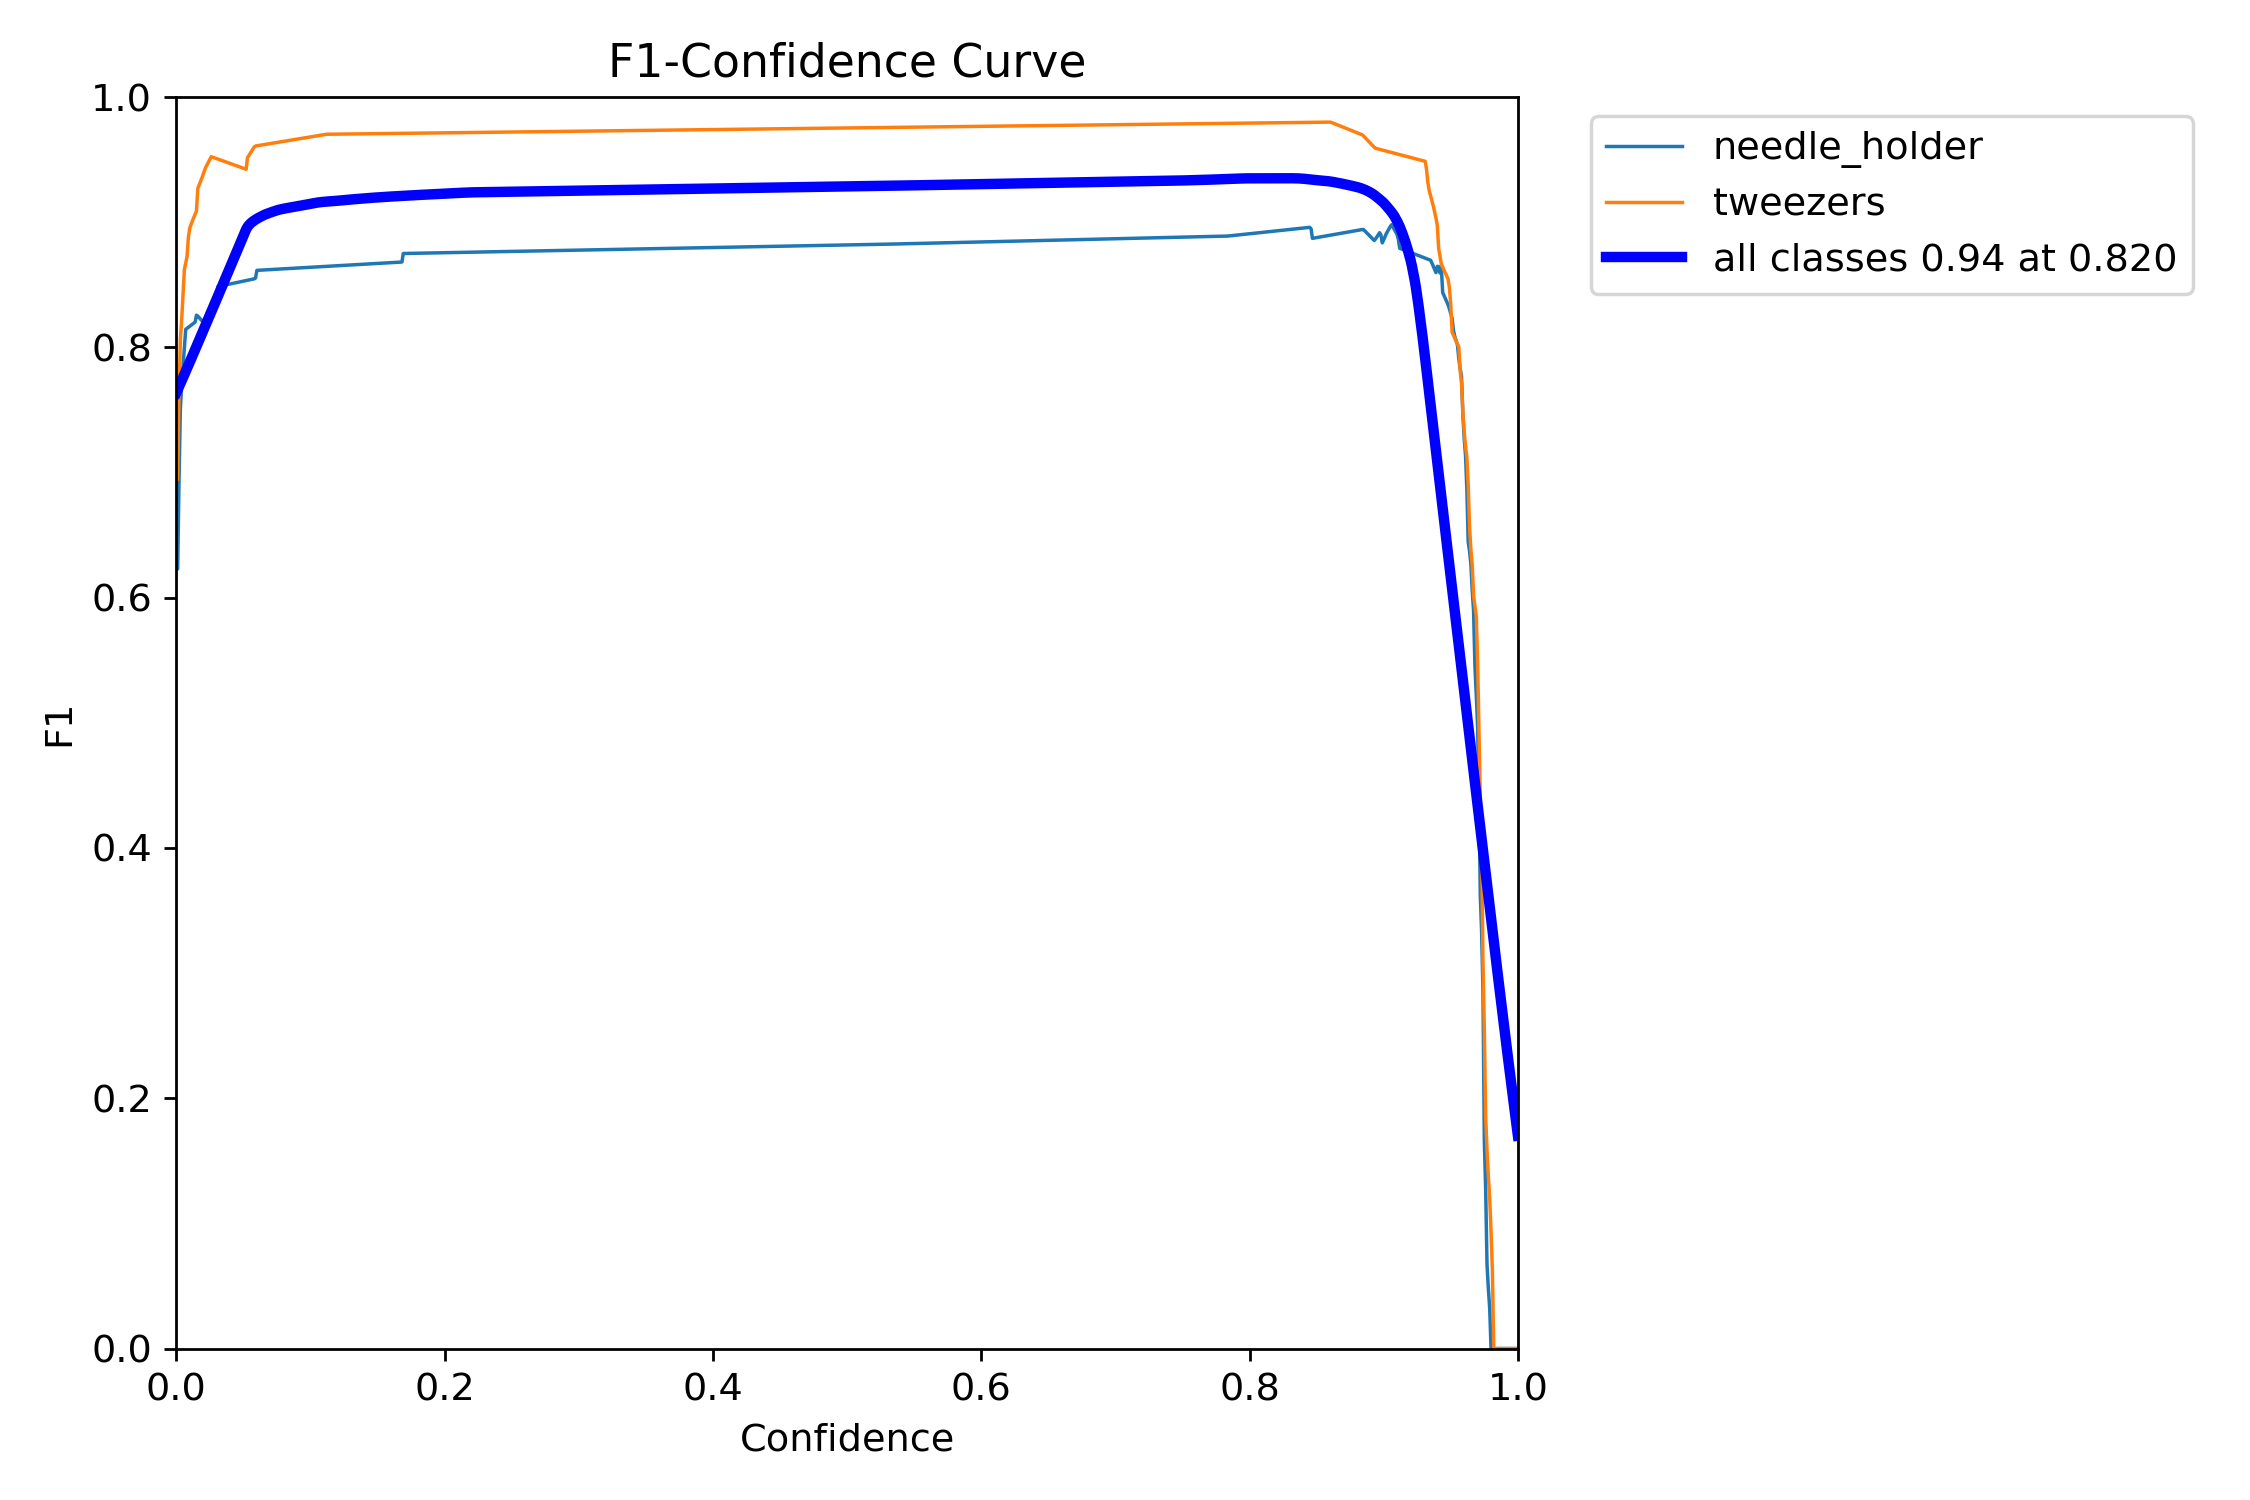 F1-Confidence Curve
1.0
0.8
0.6
0.4
0.2
0.0
F1
0.0 0.2 0.4 0.6 0.8 1.0
Confidence
needle_holder
tweezers
all classes 0.94 at 0.820